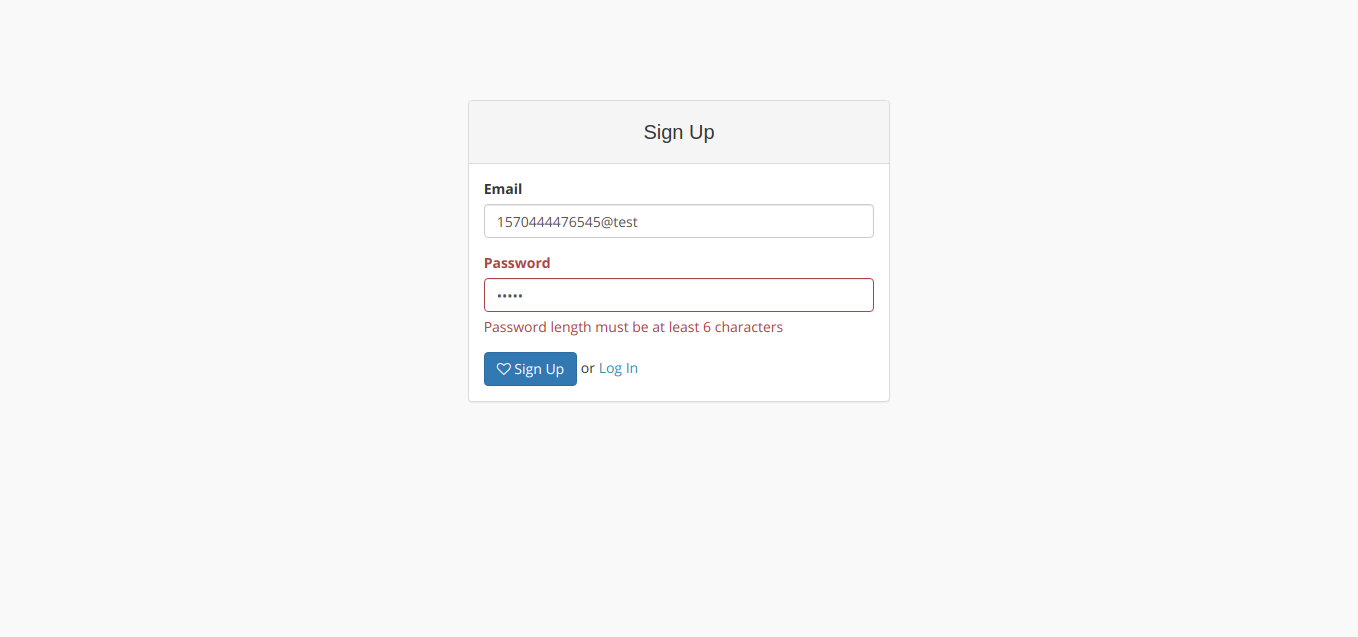 Sign Up
Email
1570444476545@test
Password
•••••
Password length must be at least 6 characters
Sign Up or Log In